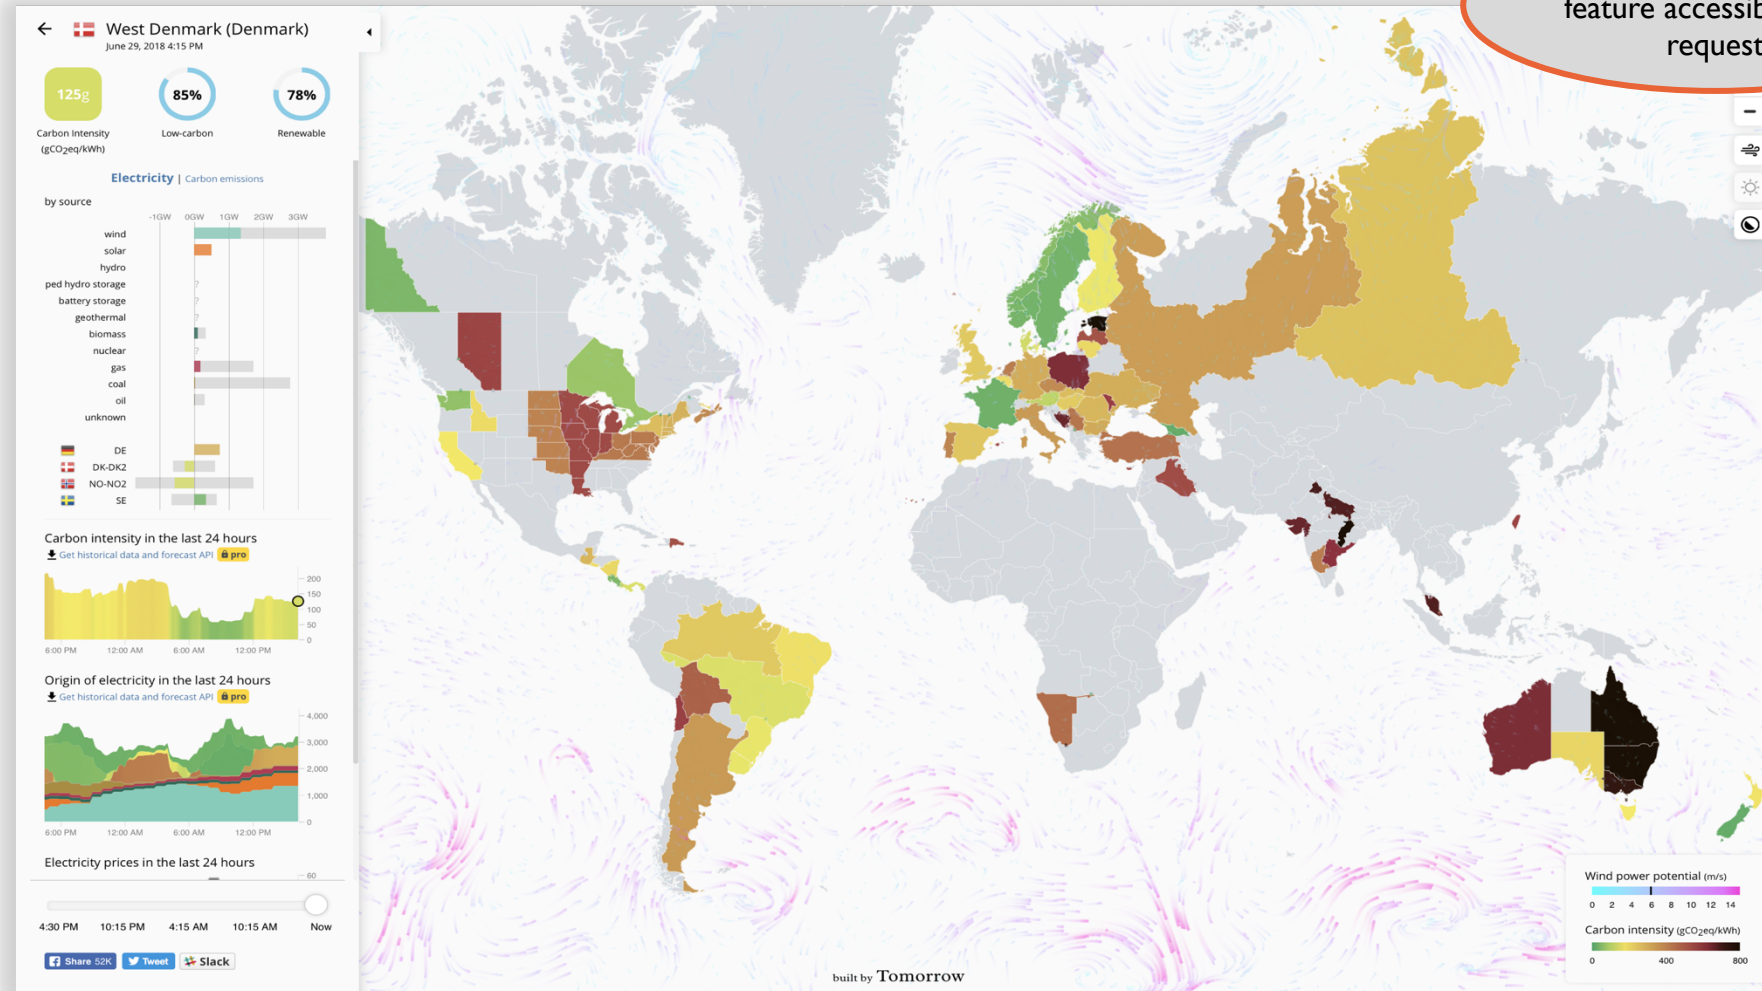 West Denmark (Denmark)
June 29, 2018 4:15 PM
125g
85%
78%
Carbon Intensity
(gCO2eq/kWh)
Low-carbon
Renewable
Electricity | Carbon emissions
by source
-1GW 0GW 1GW 2GW 3GW
wind
solar
hydro
ped hydro storage ?
battery storage ?
geothermal ?
biomass
nuclear ?
gas
coal
oil
unknown
DE
DK-DK2
NO-NO2
SE
Carbon intensity in the last 24 hours
Get historical data and forecast API pro
200
150
100
50
0
6:00 PM 12:00 AM 6:00 AM 12:00 PM
Origin of electricity in the last 24 hours
Get historical data and forecast API pro
4,000
3,000
2,000
1,000
0
6:00 PM 12:00 AM 6:00 AM 12:00 PM
Electricity prices in the last 24 hours
60
4:30 PM 10:15 PM 4:15 AM 10:15 AM Now
Share 52K Tweet Slack
feature accessib
request
built by Tomorrow
Wind power potential (m/s)
0 2 4 6 8 10 12 14
Carbon intensity (gCO2eq/kWh)
0 400 800